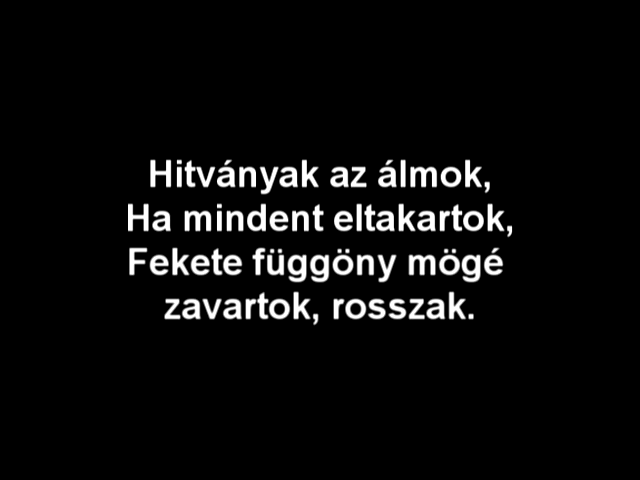 Hitványak az álmok,
Ha mindent eltakartok,
Fekete függöny mögé
zavartok, rosszak.